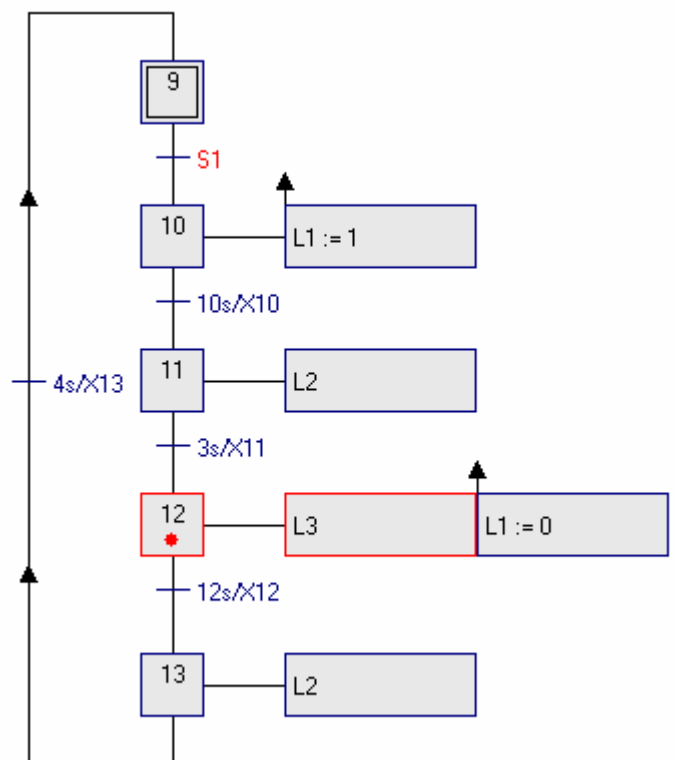 9
S1
10
L1 := 1
10s/X10
11
L2
4s/X13
3s/X11
12
L3
L1 := 0
12s/X12
13
L2